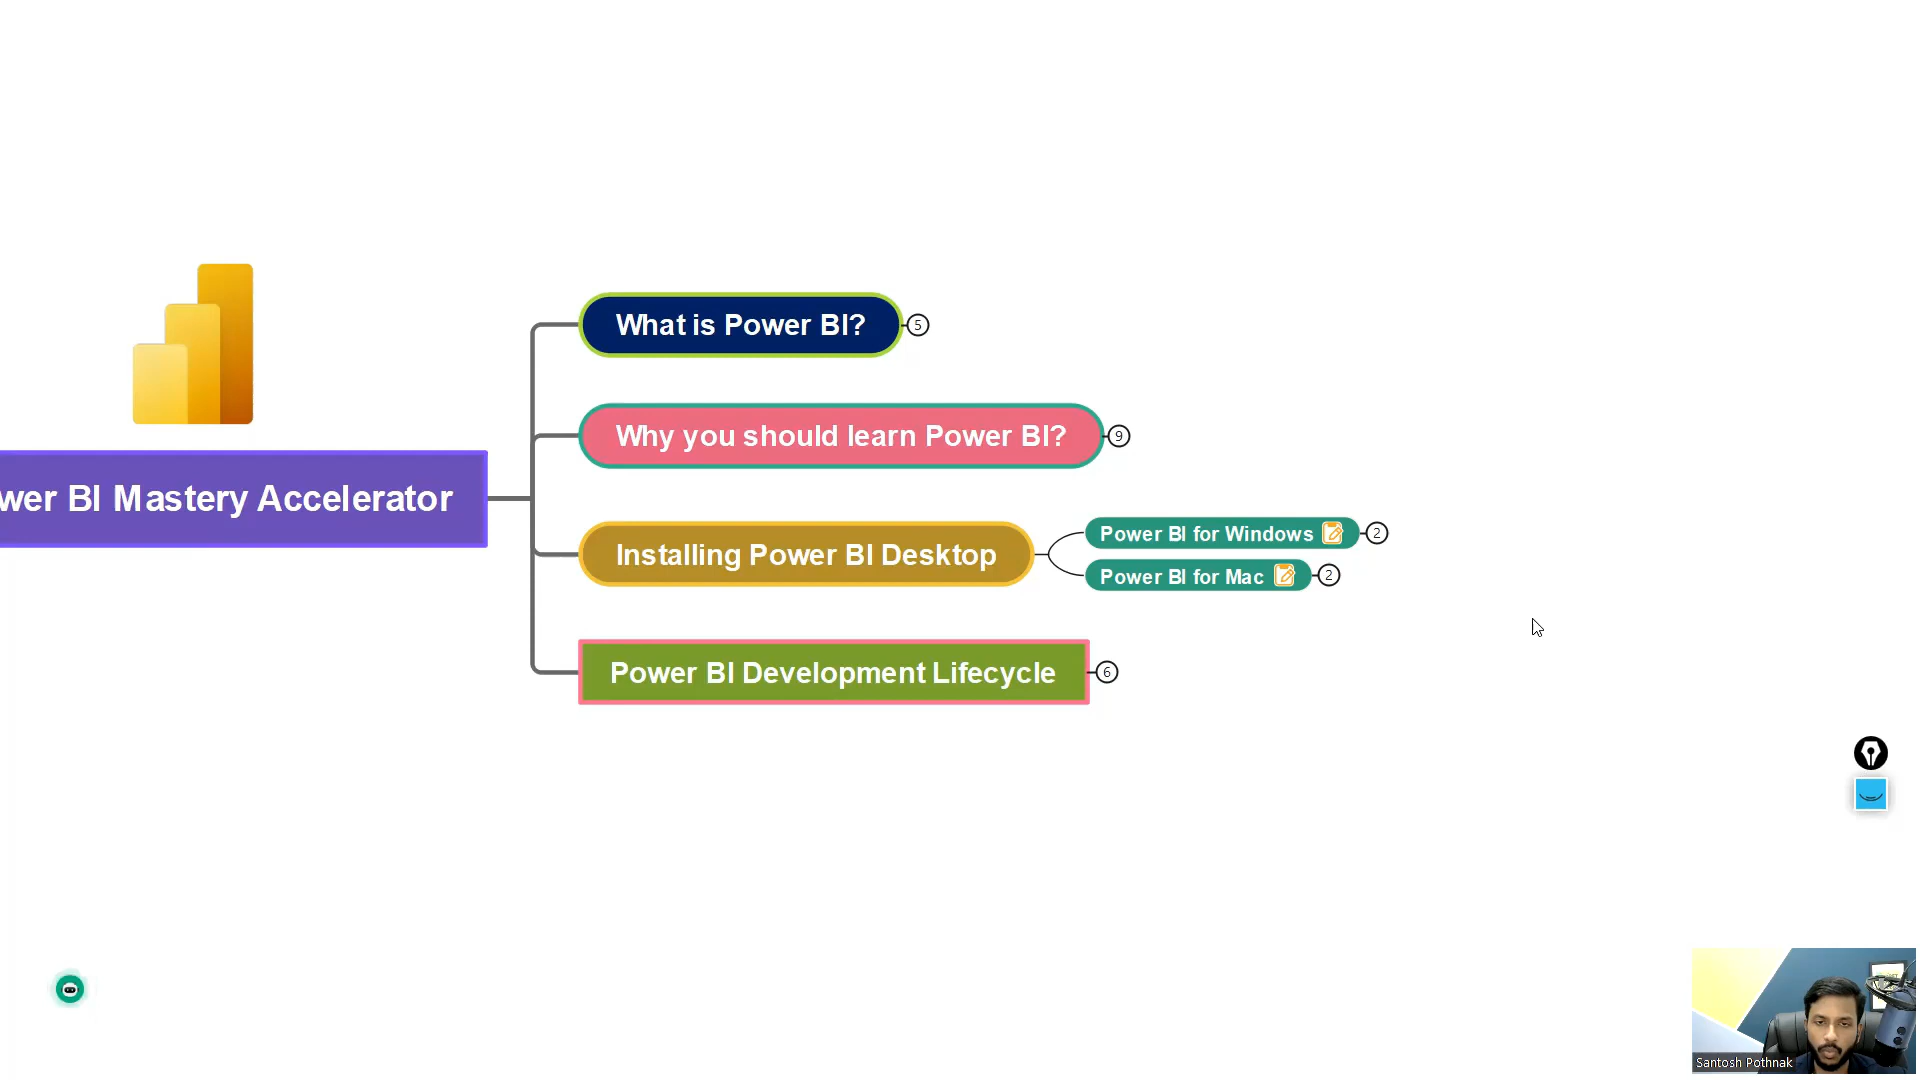 What is Power BI?
5
Why you should learn Power BI?
9
wer BI Mastery Accelerator
Installing Power BI Desktop
Power BI for Windows
2
Power BI for Mac
2
Power BI Development Lifecycle
6
Santosh Pothnak